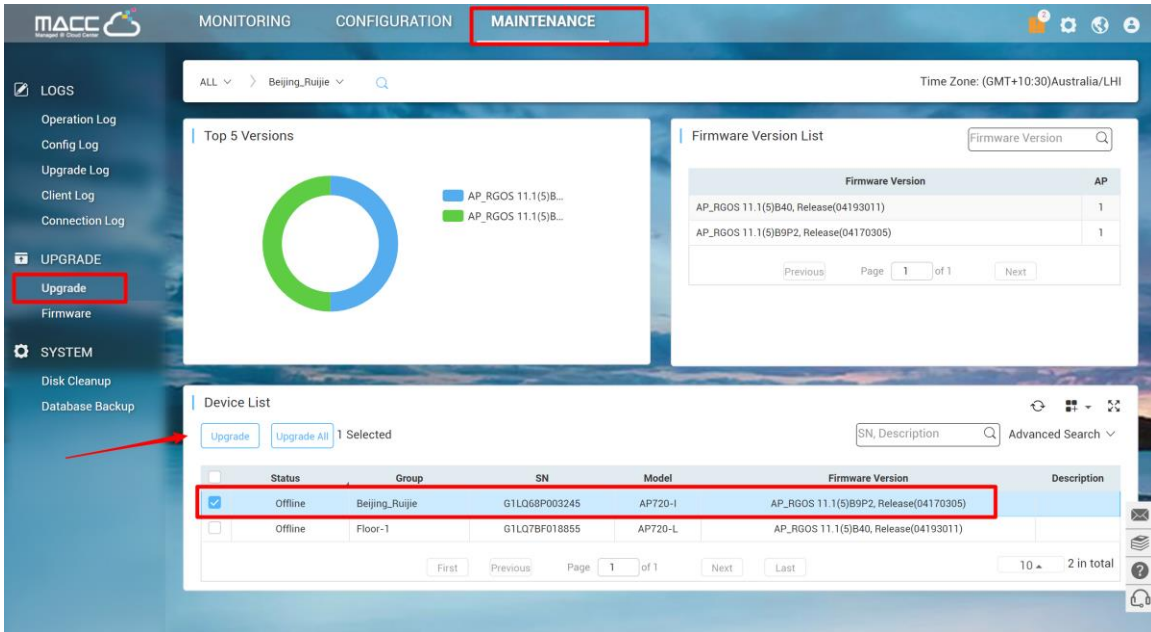 MACC
Managed @ Cloud Center
MONITORING CONFIGURATION MAINTENANCE
2
LOGS
Operation Log
Config Log
Upgrade Log
Client Log
Connection Log
UPGRADE
Upgrade
Firmware
SYSTEM
Disk Cleanup
Database Backup
ALL Beijing_Ruijie Time Zone: (GMT+10:30)Australia/LHI
Top 5 Versions
AP_RGOS 11.1(5)B...
AP_RGOS 11.1(5)B...
Firmware Version List Firmware Version
Firmware Version AP
AP_RGOS 11.1(5)B40, Release(04193011) 1
AP_RGOS 11.1(5)B9P2, Release(04170305) 1
Previous Page 1 of 1 Next
Device List
Upgrade Upgrade All 1 Selected SN, Description Advanced Search
Status Group SN Model Firmware Version Description
Offline Beijing_Ruijie G1LQ68P003245 AP720-I AP_RGOS 11.1(5)B9P2, Release(04170305)
Offline Floor-1 G1LQ7BF018855 AP720-L AP_RGOS 11.1(5)B40, Release(04193011)
First Previous Page 1 of 1 Next Last 10 2 in total